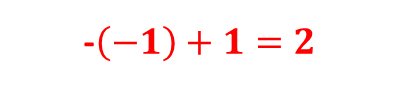 -(−1) + 1 = 2